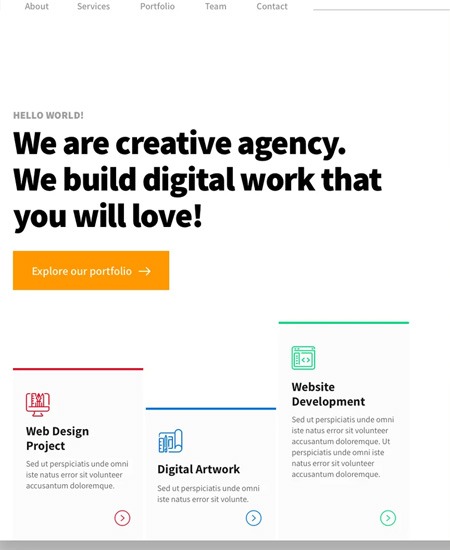 About Services Portfolio Team Contact
HELLO WORLD!
We are creative agency.
We build digital work that
you will love!
Explore our portfolio
Web Design
Project
Sed ut perspiciatis unde omni
iste natus error sit volunteer
accusantum doloremque.
Digital Artwork
Sed ut perspiciatis unde omni
iste natus error sit volunte.
Website
Development
Sed ut perspiciatis unde omni
iste natus error sit volunteer
accusantum doloremque. Ut
perspiciatis unde omni iste
natus error sit volunteer
accusantum doloremque.